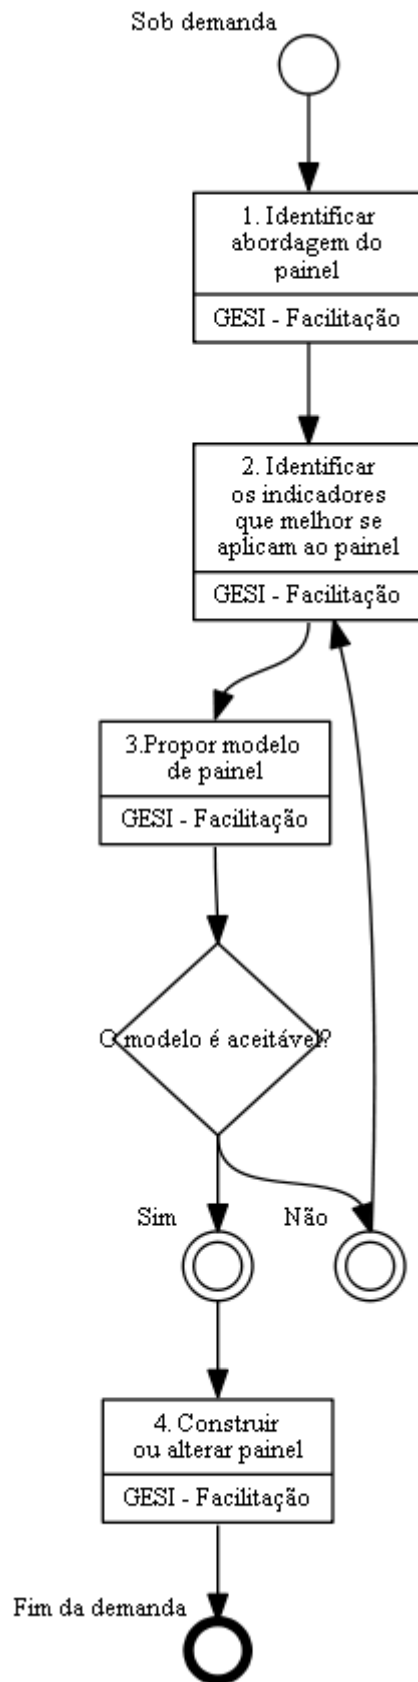 Sob demanda
1. Identificar
abordagem do
painel
GESI - Facilitação
2. Identificar
os indicadores
que melhor se
aplicam ao painel
GESI - Facilitação
3.Propor modelo
de painel
GESI - Facilitação
O modelo é aceitável?
Sim
Não
4. Construir
ou alterar painel
GESI - Facilitação
Fim da demanda